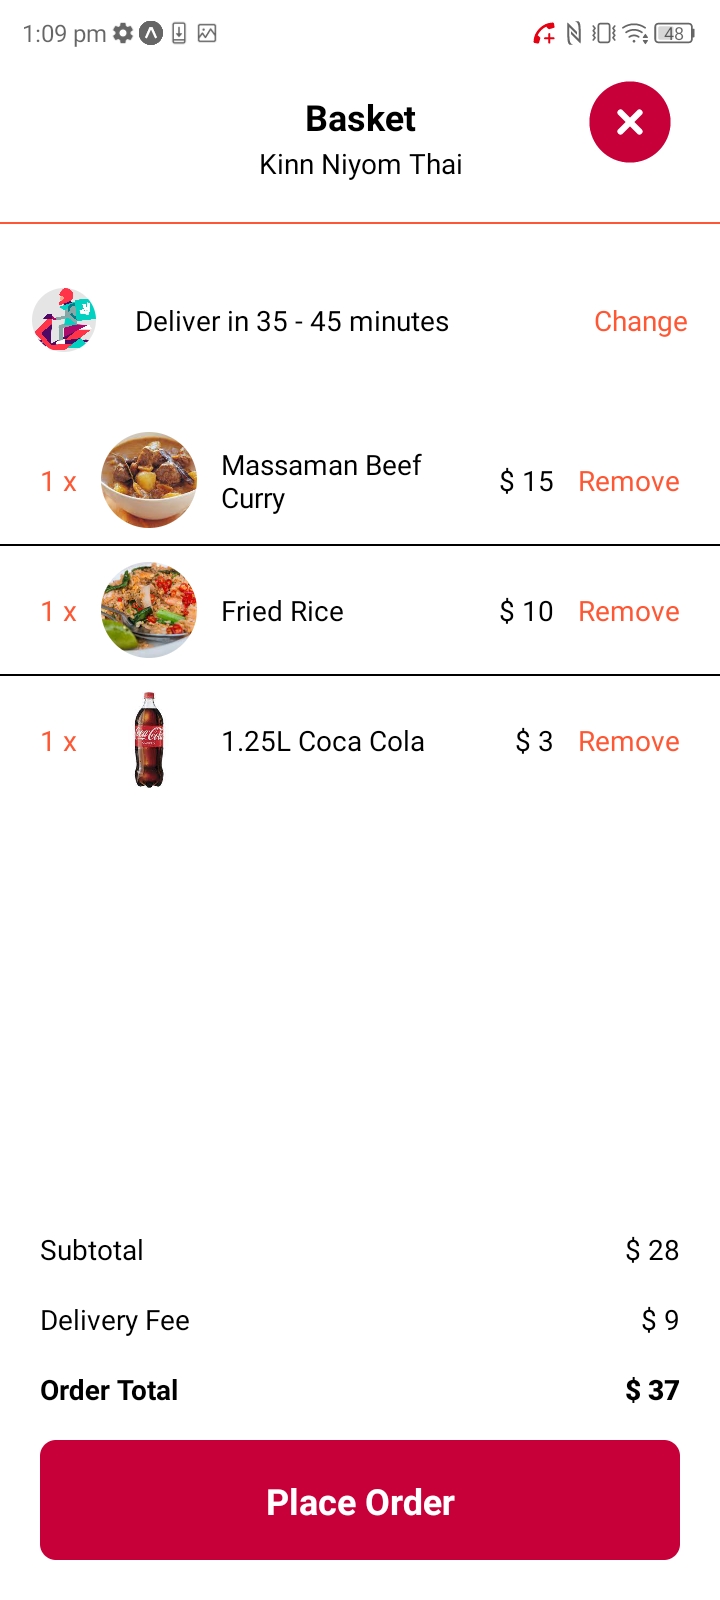 1:09 pm
48
Basket
Kinn Niyom Thai
Deliver in 35 - 45 minutes Change
1 x Massaman Beef Curry $ 15 Remove
1 x Fried Rice $ 10 Remove
Coca-Cola
1 x 1.25L Coca Cola $ 3 Remove
Subtotal $ 28
Delivery Fee $ 9
Order Total $ 37
Place Order